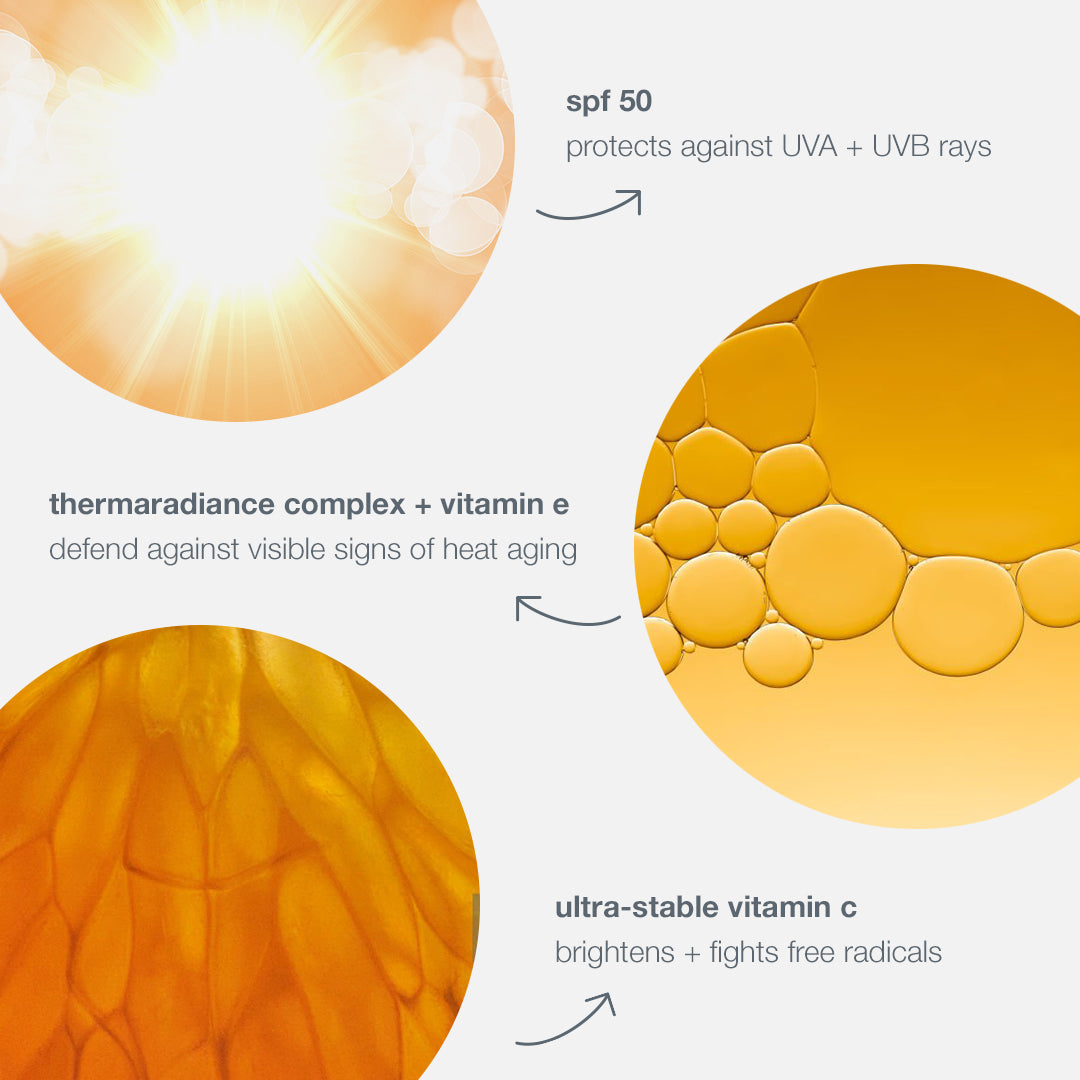 spf 50
protects against UVA + UVB rays
thermaradiance complex + vitamin e
defend against visible signs of heat aging
ultra-stable vitamin c
brightens + fights free radicals